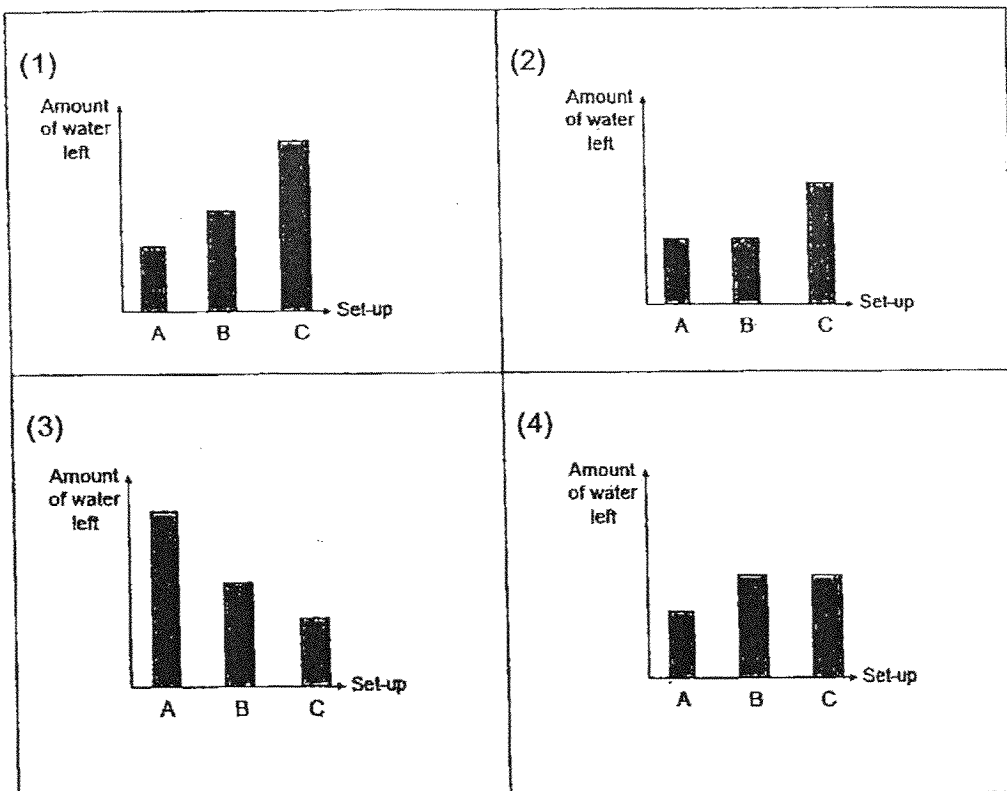 (1)
Amount
of water
left
Set-up
A B C
(2)
Amount
of water
left
Set-up
A B C
(3)
Amount
of water
left
Set-up
A B C
(4)
Amount
of water
left
Set-up
A B C